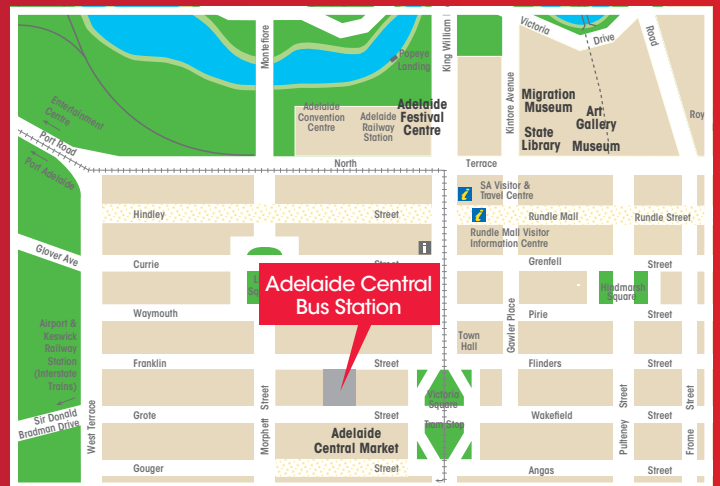 Montefiore
King William
Victoria
Drive
Road
Popeye
Landing
Kintore Avenue
Entertainment
Centre
Port Road
Port Adelaide
Adelaide
Convention
Centre
Adelaide
Railway
Station
Adelaide
Festival
Centre
Migration
Museum
State
Library
Art
Gallery
Museum
Roy
North
Terrace
SA Visitor &
Travel Centre
Hindley
Street
Rundle Mall
Rundle Street
Rundle Mall Visitor
Information Centre
Glover Ave
Currie
Street
Grenfell
Street
Adelaide Central
Bus Station
Hindmarsh
Square
Waymouth
Gawler Place
Pirie
Street
Airport &
Keswick
Railway
Station
(Interstate
Trains)
Town
Hall
Franklin
Street
Flinders
Street
Sir Donald
Bradman Drive
West Terrace
Grote
Morphett Street
Street
Victoria
Square
Tram Stop
Wakefield
Pulteney Street
Street
Frome Street
Adelaide
Central Market
Gouger
Street
Angas
Street